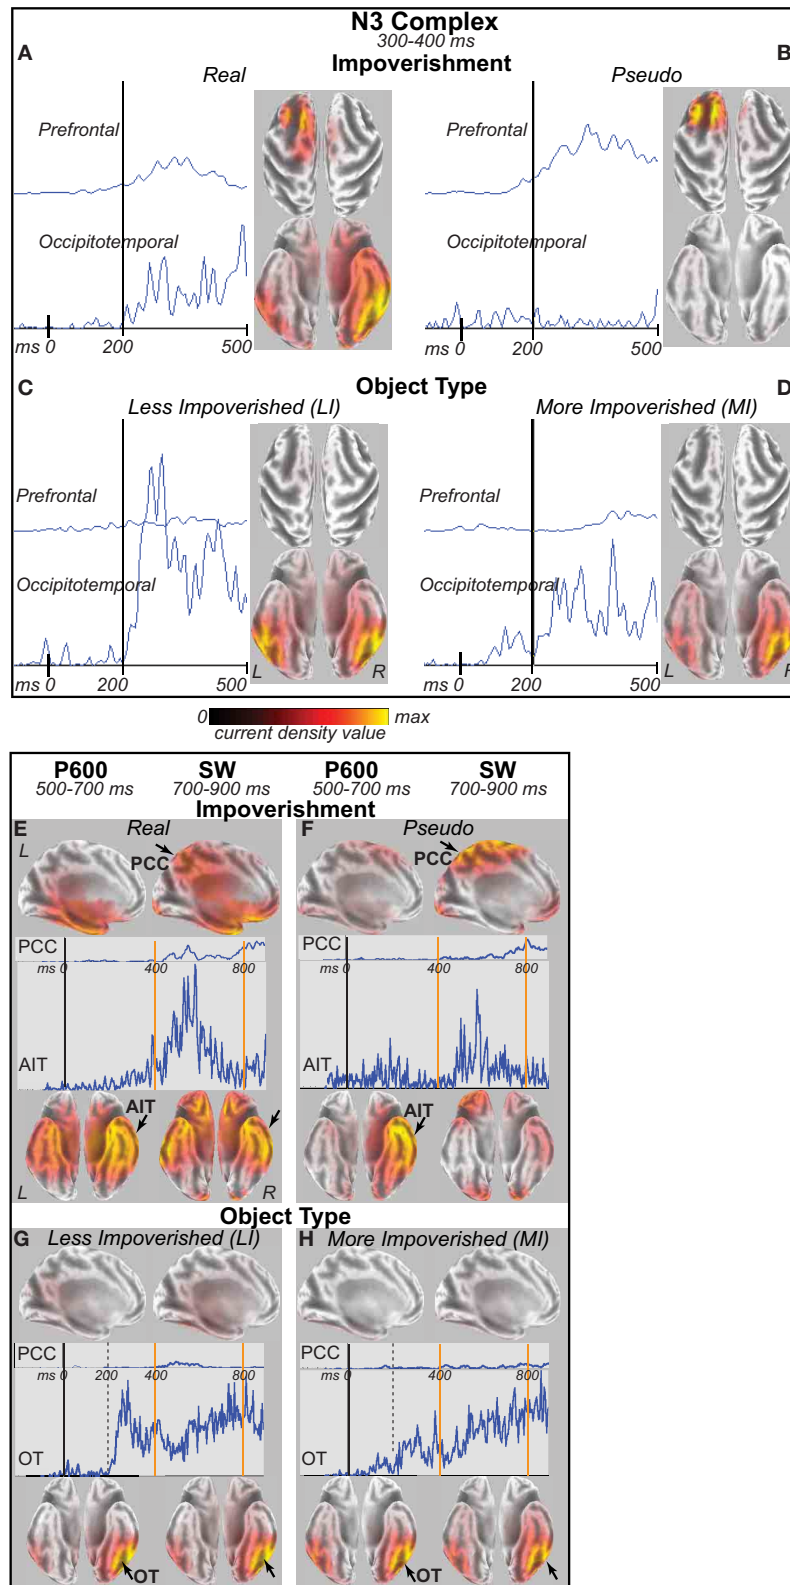 N3 Complex
300-400 ms
Impoverishment
A
Real
Prefrontal
Occipitotemporal
ms 0 200 500
B
Pseudo
Prefrontal
Occipitotemporal
ms 0 200 500
Object Type
C
Less Impoverished (LI)
Prefrontal
Occipitotemporal
ms 0 200 500
L R
D
More Impoverished (MI)
Prefrontal
Occipitotemporal
ms 0 200 500
L
0 max
current density value
P600 SW P600 SW
500-700 ms 700-900 ms 500-700 ms 700-900 ms
Impoverishment
E
Real
L
PCC
PCC
ms 0 400 800
AIT
AIT
L R
F
Pseudo
PCC
PCC
ms 0 400 800
AIT
AIT
Object Type
G Less Impoverished (LI)
PCC
ms 0 200 400 800
OT
OT
H More Impoverished (MI)
PCC
ms 0 400 800
OT
OT